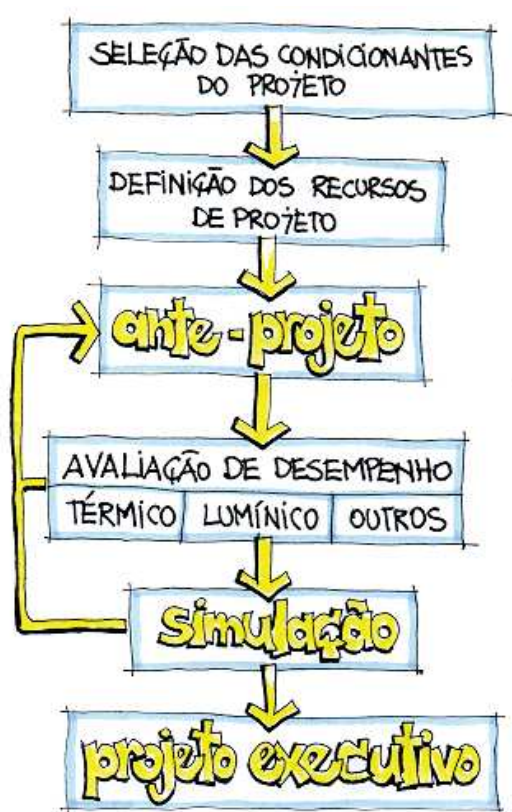 SELEÇÃO DAS CONDICIONANTES
DO PROJETO
DEFINIÇÃO DOS RECURSOS
DE PROJETO
ante-projeto
AVALIAÇÃO DE DESEMPENHO
TÉRMICO LUMÍNICO OUTROS
simulação
projeto executivo